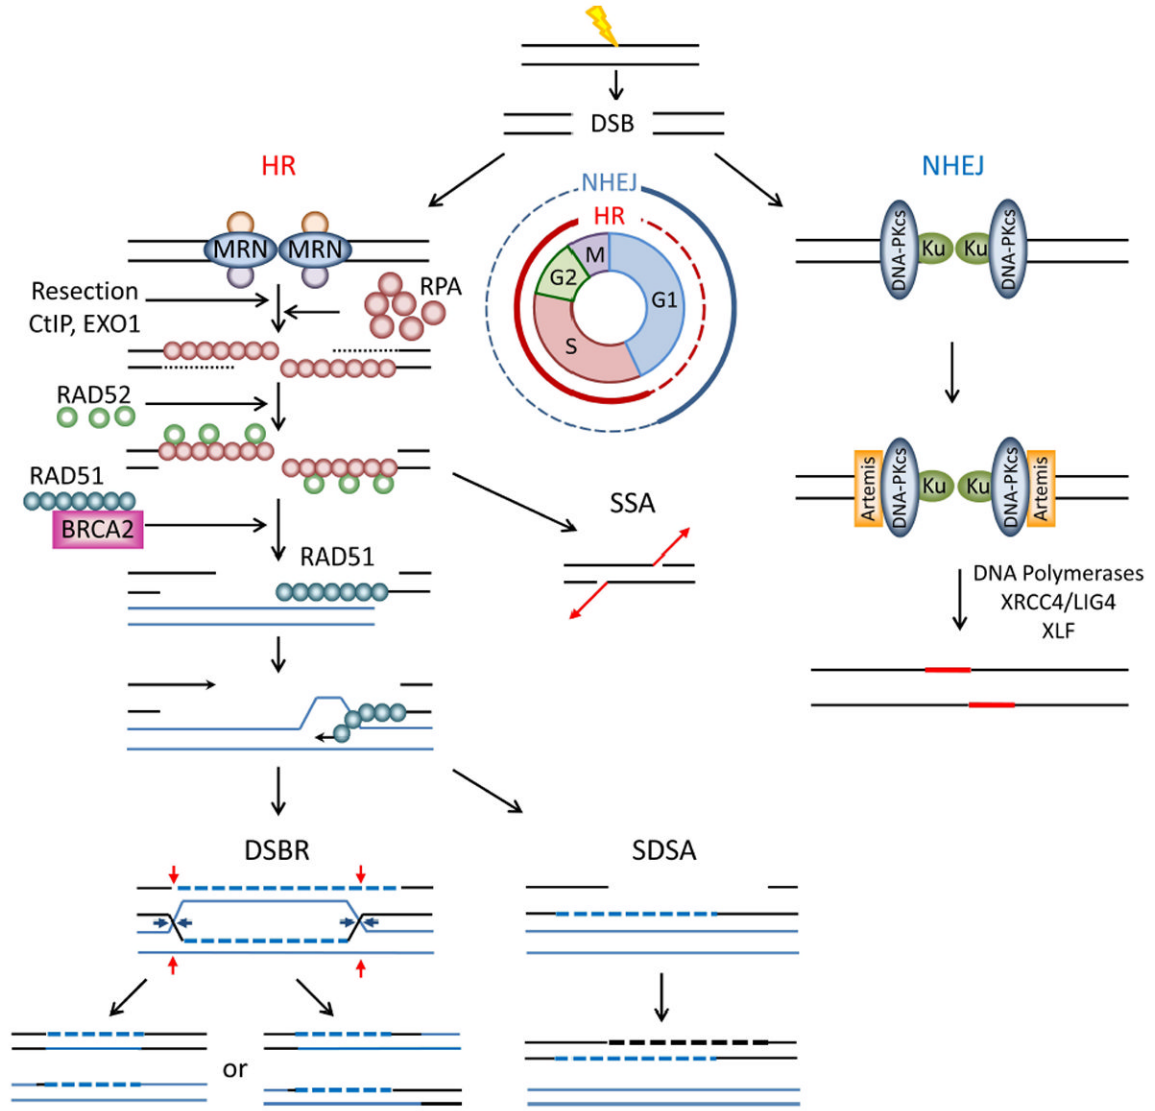 DSB
HR
NHEJ
NHEJ
HR
MRN
MRN
M
G2
G1
S
DNA-PKcs
Ku
Ku
DNA-PKcs
Resection
CtIP, EXO1
RPA
RAD52
RAD51
BRCA2
SSA
Artemis
DNA-PKcs
Ku
Ku
DNA-PKcs
Artemis
RAD51
DNA Polymerases
XRCC4/LIG4
XLF
DSBR
SDSA
or